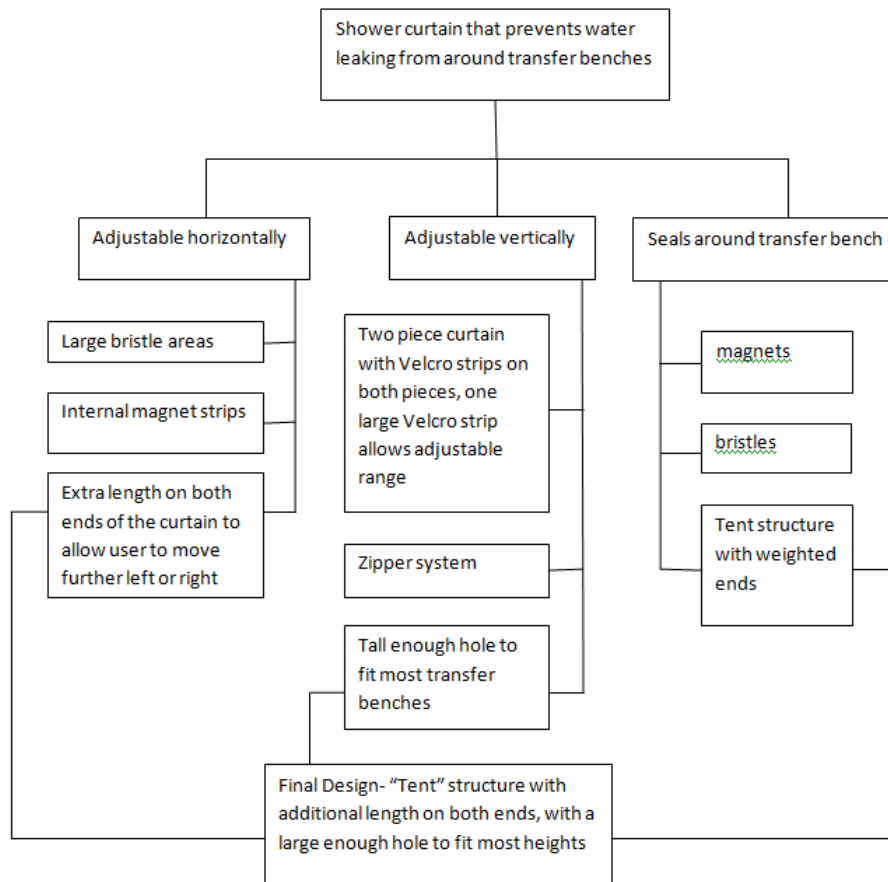 Shower curtain that prevents water
leaking from around transfer benches
Adjustable horizontally
Adjustable vertically
Seals around transfer bench
Large bristle areas
Internal magnet strips
Extra length on both
ends of the curtain to
allow user to move
further left or right
Two piece curtain
with Velcro strips on
both pieces, one
large Velcro strip
allows adjustable
range
Zipper system
Tall enough hole to
fit most transfer
benches
magnets
bristles
Tent structure
with weighted
ends
Final Design- “Tent” structure with
additional length on both ends, with a
large enough hole to fit most heights